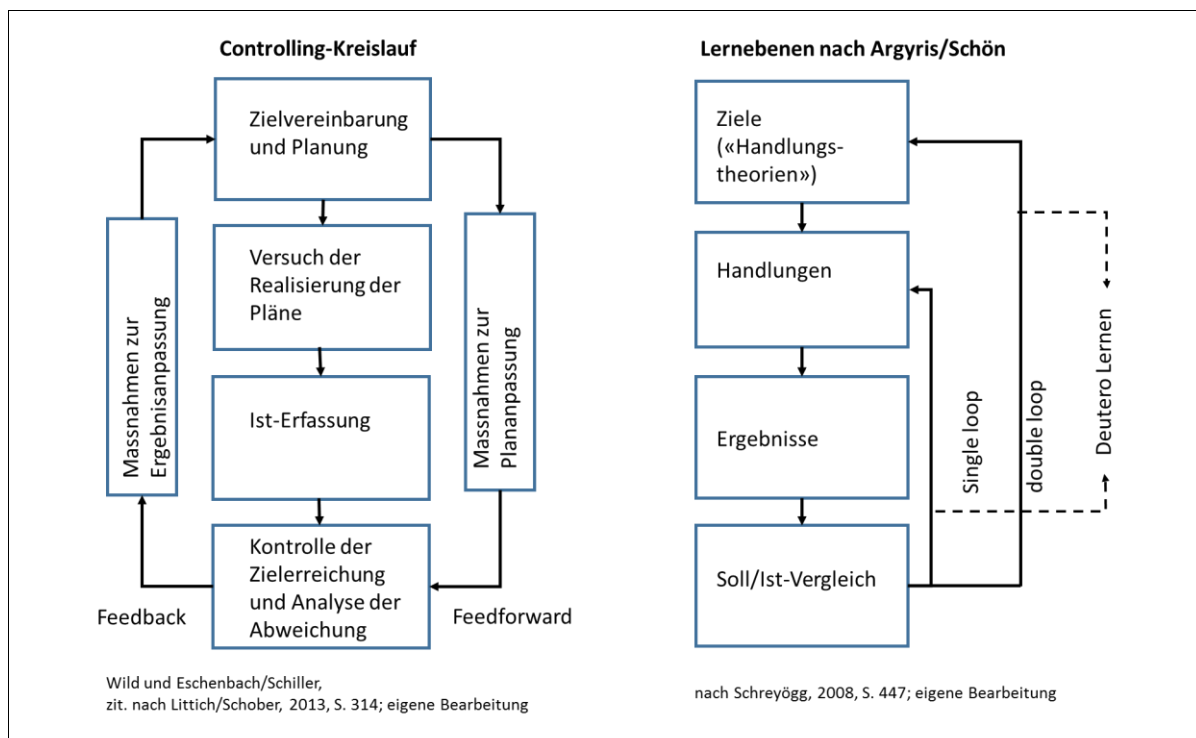 Controlling-Kreislauf
Zielvereinbarung
und Planung
Versuch der
Realisierung der
Pläne
Ist-Erfassung
Kontrolle der
Zielerreichung
und Analyse der
Abweichung
Massnahmen zur
Ergebnisanpassung
Massnahmen zur
Plananpassung
Feedback
Feedforward
Wild und Eschenbach/Schiller,
zit. nach Littich/Schober, 2013, S. 314; eigene Bearbeitung
Lernebenen nach Argyris/Schön
Ziele
(«Handlungs-
theorien»)
Handlungen
Ergebnisse
Soll/Ist-Vergleich
Single loop
double loop
Deutero Lernen
nach Schreyögg, 2008, S. 447; eigene Bearbeitung